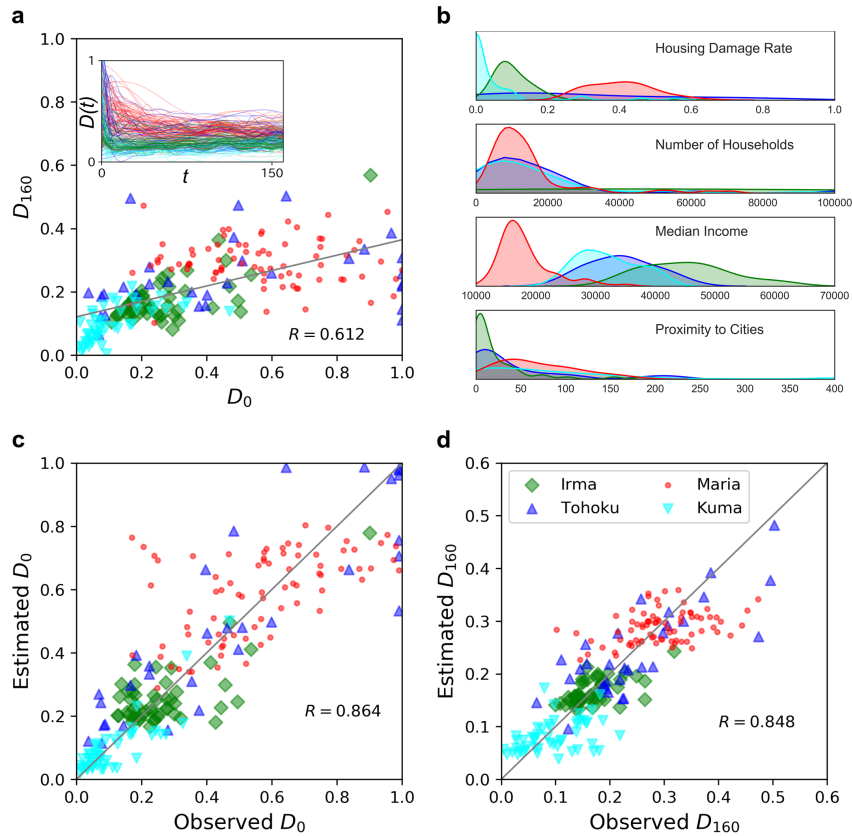 a
1.0
0.8
0.6
0.4
0.2
0.0
D160
1
D(t)
0
0
t
150
R = 0.612
0.0 0.2 0.4 0.6 0.8 1.0
D0
b
Housing Damage Rate
0.0 0.2 0.4 0.6 0.8 1.0
Number of Households
0 20000 40000 60000 80000 100000
Median Income
10000 20000 30000 40000 50000 60000 70000
Proximity to Cities
0 50 100 150 200 250 300 350 400
c
1.0
0.8
0.6
0.4
0.2
0.0
Estimated D0
R = 0.864
0.0 0.2 0.4 0.6 0.8 1.0
Observed D0
d
0.6
0.5
0.4
0.3
0.2
0.1
0.0
Estimated D160
Irma Maria
Tohoku Kuma
R = 0.848
0.0 0.1 0.2 0.3 0.4 0.5 0.6
Observed D160